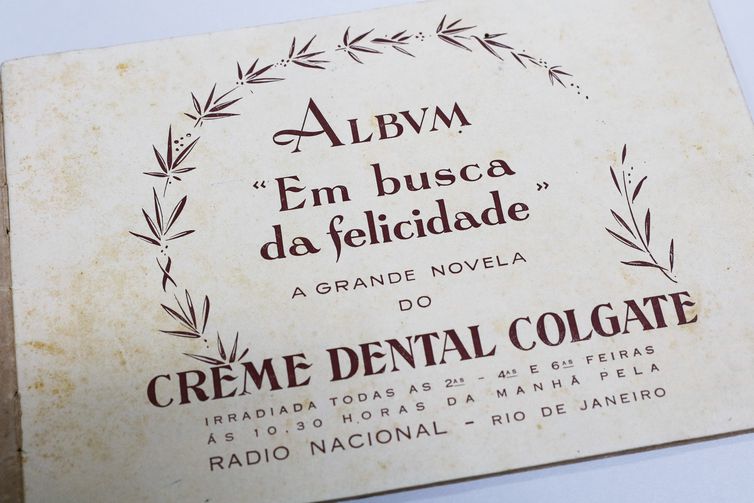 ALBVM
“Em busca
da felicidade”
A GRANDE NOVELA
DO
CRÈME DENTAL COLGATE
IRRADIADA TODAS AS 2AS - 4AS E 6AS FEIRAS
ÁS 10,30 HORAS DA MANHÃ PELA
RADIO NACIONAL – RIO DE JANEIRO